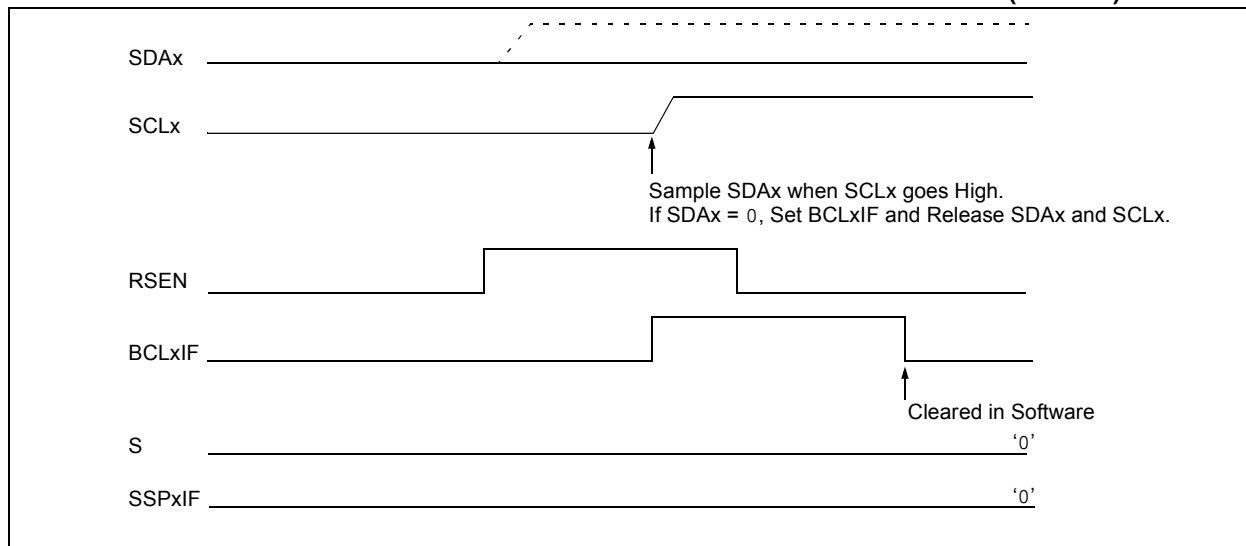 SDAx
SCLx
Sample SDAx when SCLx goes High.
If SDAx = 0, Set BCLxIF and Release SDAx and SCLx.
RSEN
BCLxIF
Cleared in Software
S
‘0’
SSPxIF
‘0’